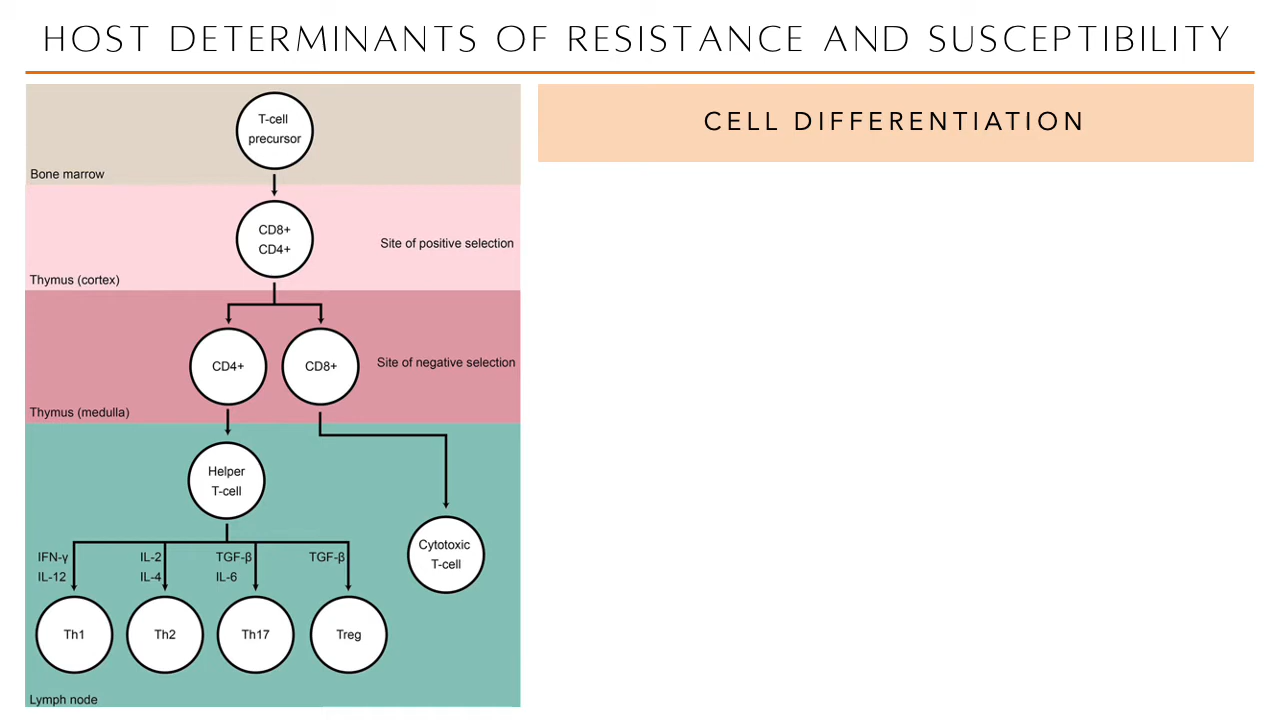 HOST DETERMINANTS OF RESISTANCE AND SUSCEPTIBILITY
CELL DIFFERENTIATION
T-cell
precursor
Bone marrow
CD8+
CD4+
Site of positive selection
Thymus (cortex)
CD4+
CD8+
Site of negative selection
Thymus (medulla)
Helper
T-cell
Cytotoxic
T-cell
IFN-γ
IL-12
IL-2
IL-4
TGF-β
IL-6
TGF-β
Th1
Th2
Th17
Treg
Lymph node